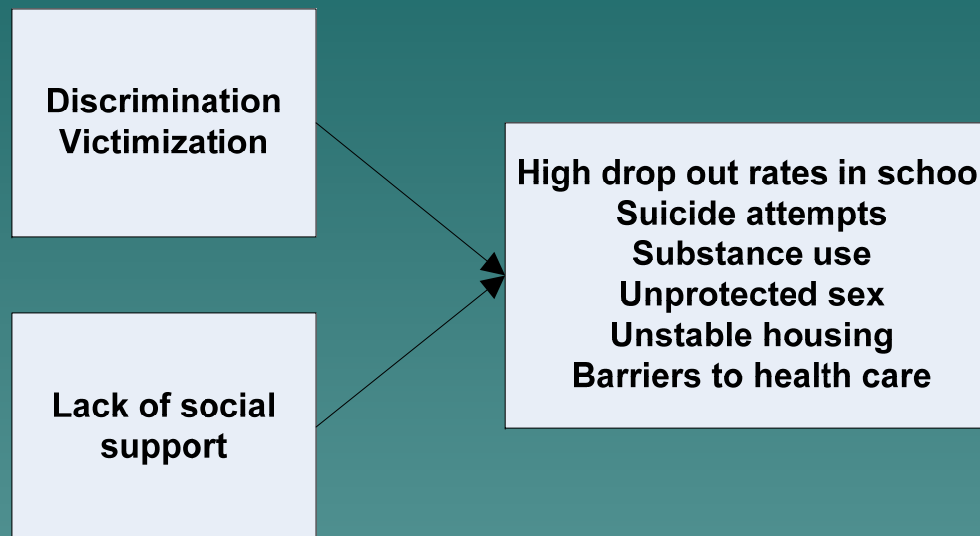 Discrimination
Victimization
High drop out rates in schoo
Suicide attempts
Substance use
Unprotected sex
Unstable housing
Barriers to health care
Lack of social
support